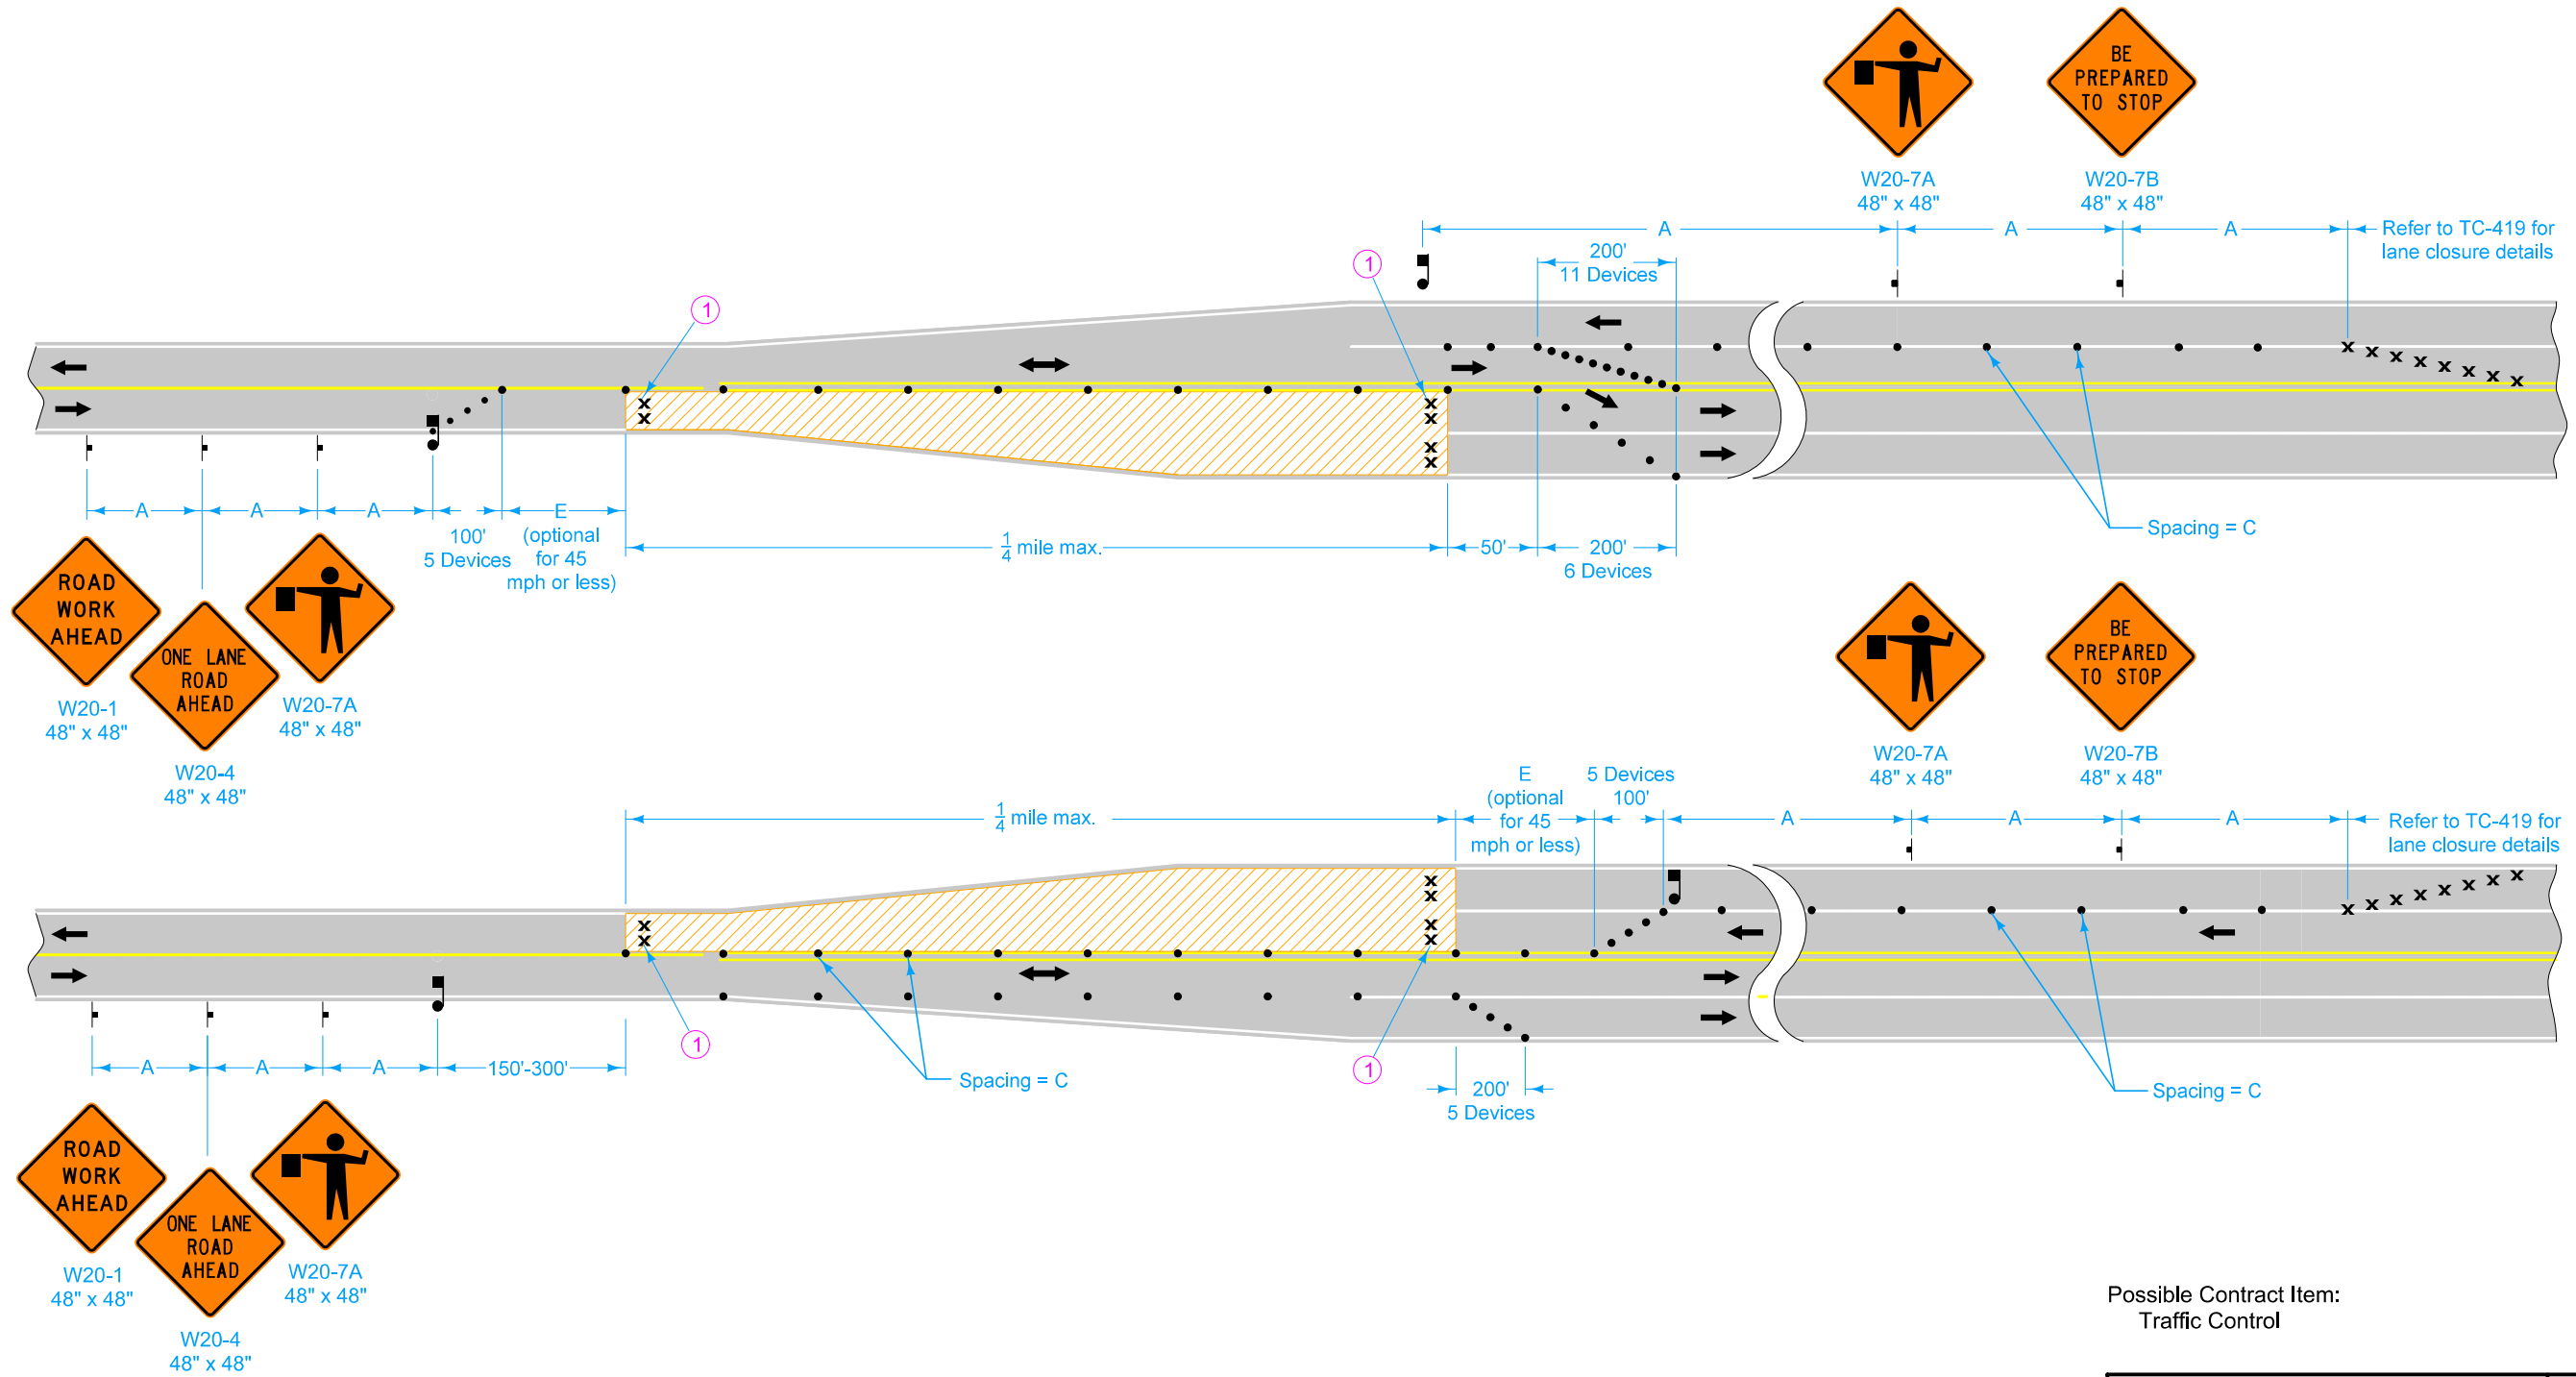 BE
PREPARED
TO STOP
W20-7A
48" x 48"
W20-7B
48" x 48"
A
A
A
Refer to TC-419 for
lane closure details
200'
11 Devices
1
1
A
A
A
100'
5 Devices
E
(optional
for 45
mph or less)
1/4 mile max.
50'
200'
6 Devices
Spacing = C
ROAD
WORK
AHEAD
W20-1
48" x 48"
ONE LANE
ROAD
AHEAD
W20-4
48" x 48"
W20-7A
48" x 48"
BE
PREPARED
TO STOP
W20-7A
48" x 48"
W20-7B
48" x 48"
1/4 mile max.
E
(optional
for 45
mph or less)
5 Devices
100'
A
A
A
Refer to TC-419 for
lane closure details
1
1
A
A
A
150'-300'
Spacing = C
200'
5 Devices
Spacing = C
ROAD
WORK
AHEAD
W20-1
48" x 48"
ONE LANE
ROAD
AHEAD
W20-4
48" x 48"
W20-7A
48" x 48"
Possible Contract Item:
Traffic Control